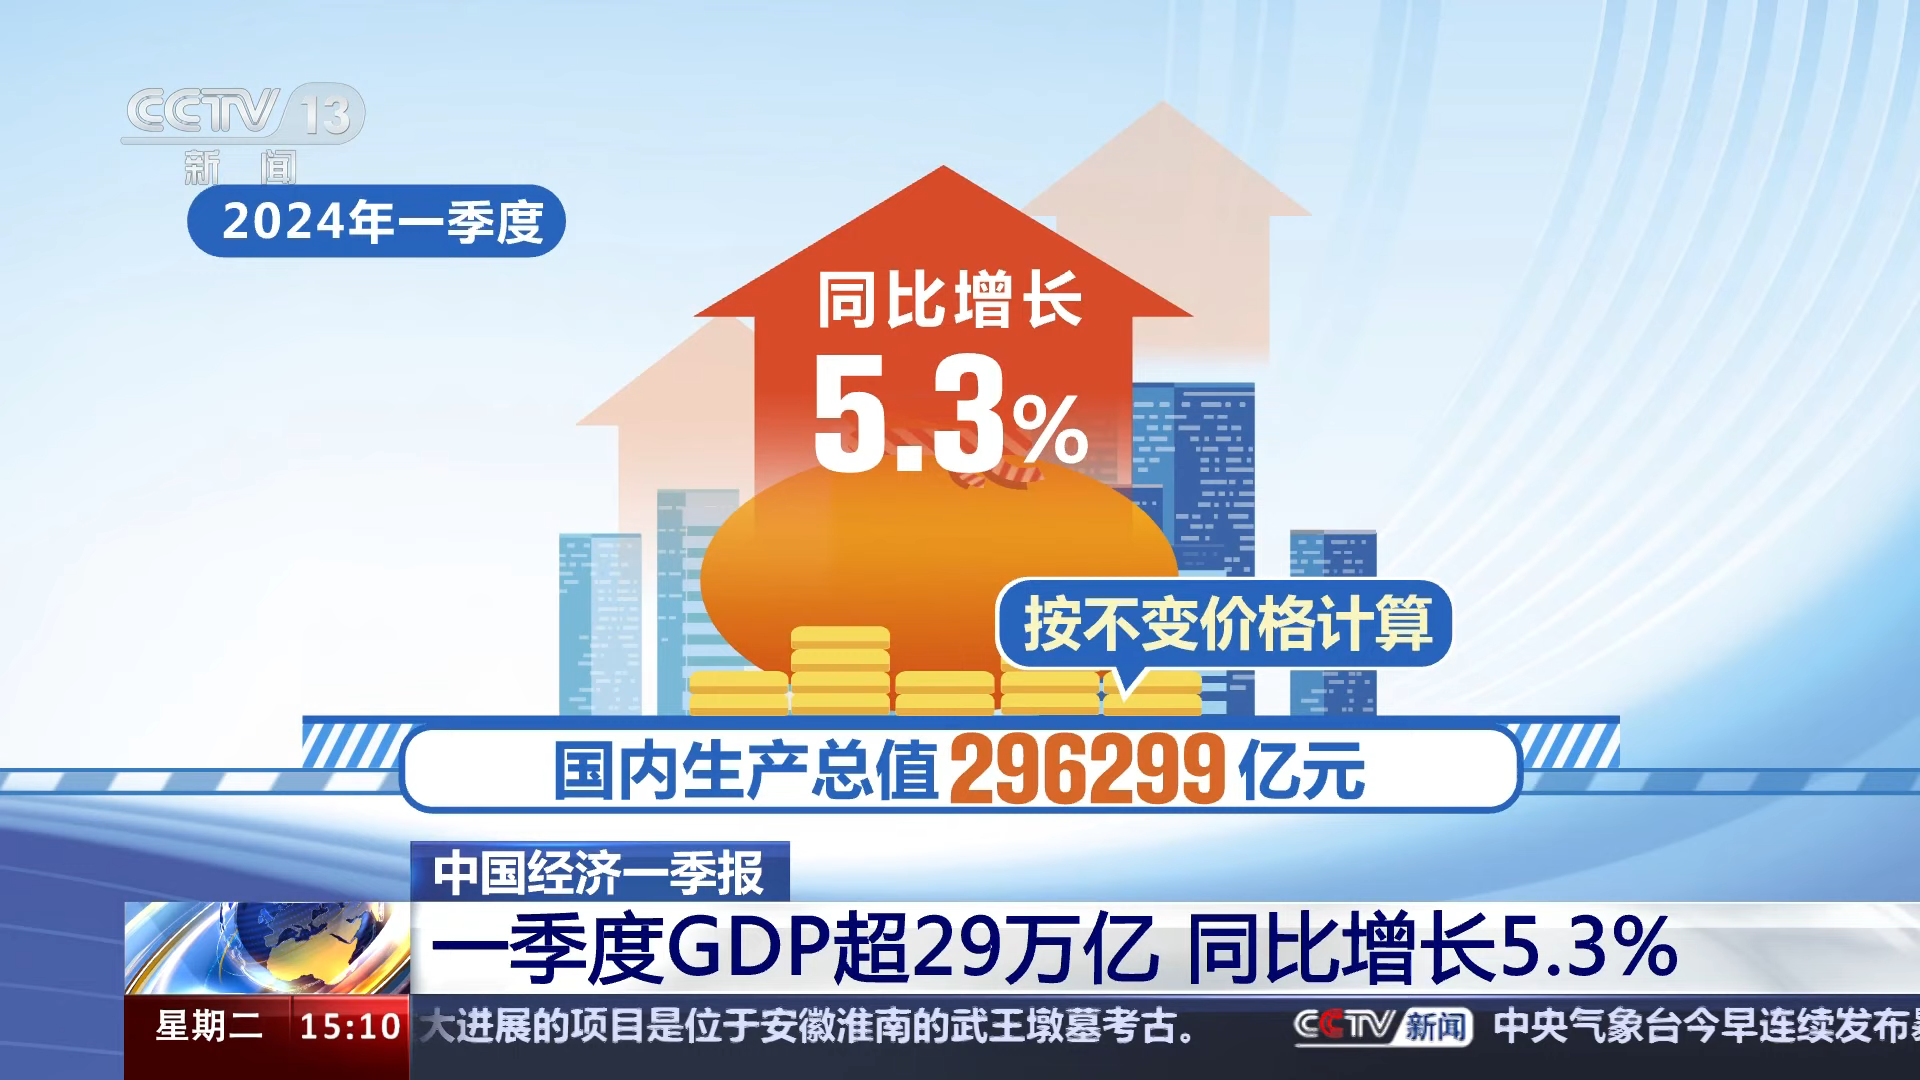 CCTV 13
新闻
2024年一季度
同比增长
5.3%
按不变价格计算
国内生产总值296299亿元
中国经济一季报
一季度GDP超29万亿 同比增长5.3%
星期二 15:10 大进展的项目是位于安徽淮南的武王墩墓考古。 CCTV新闻 中央气象台今早连续发布